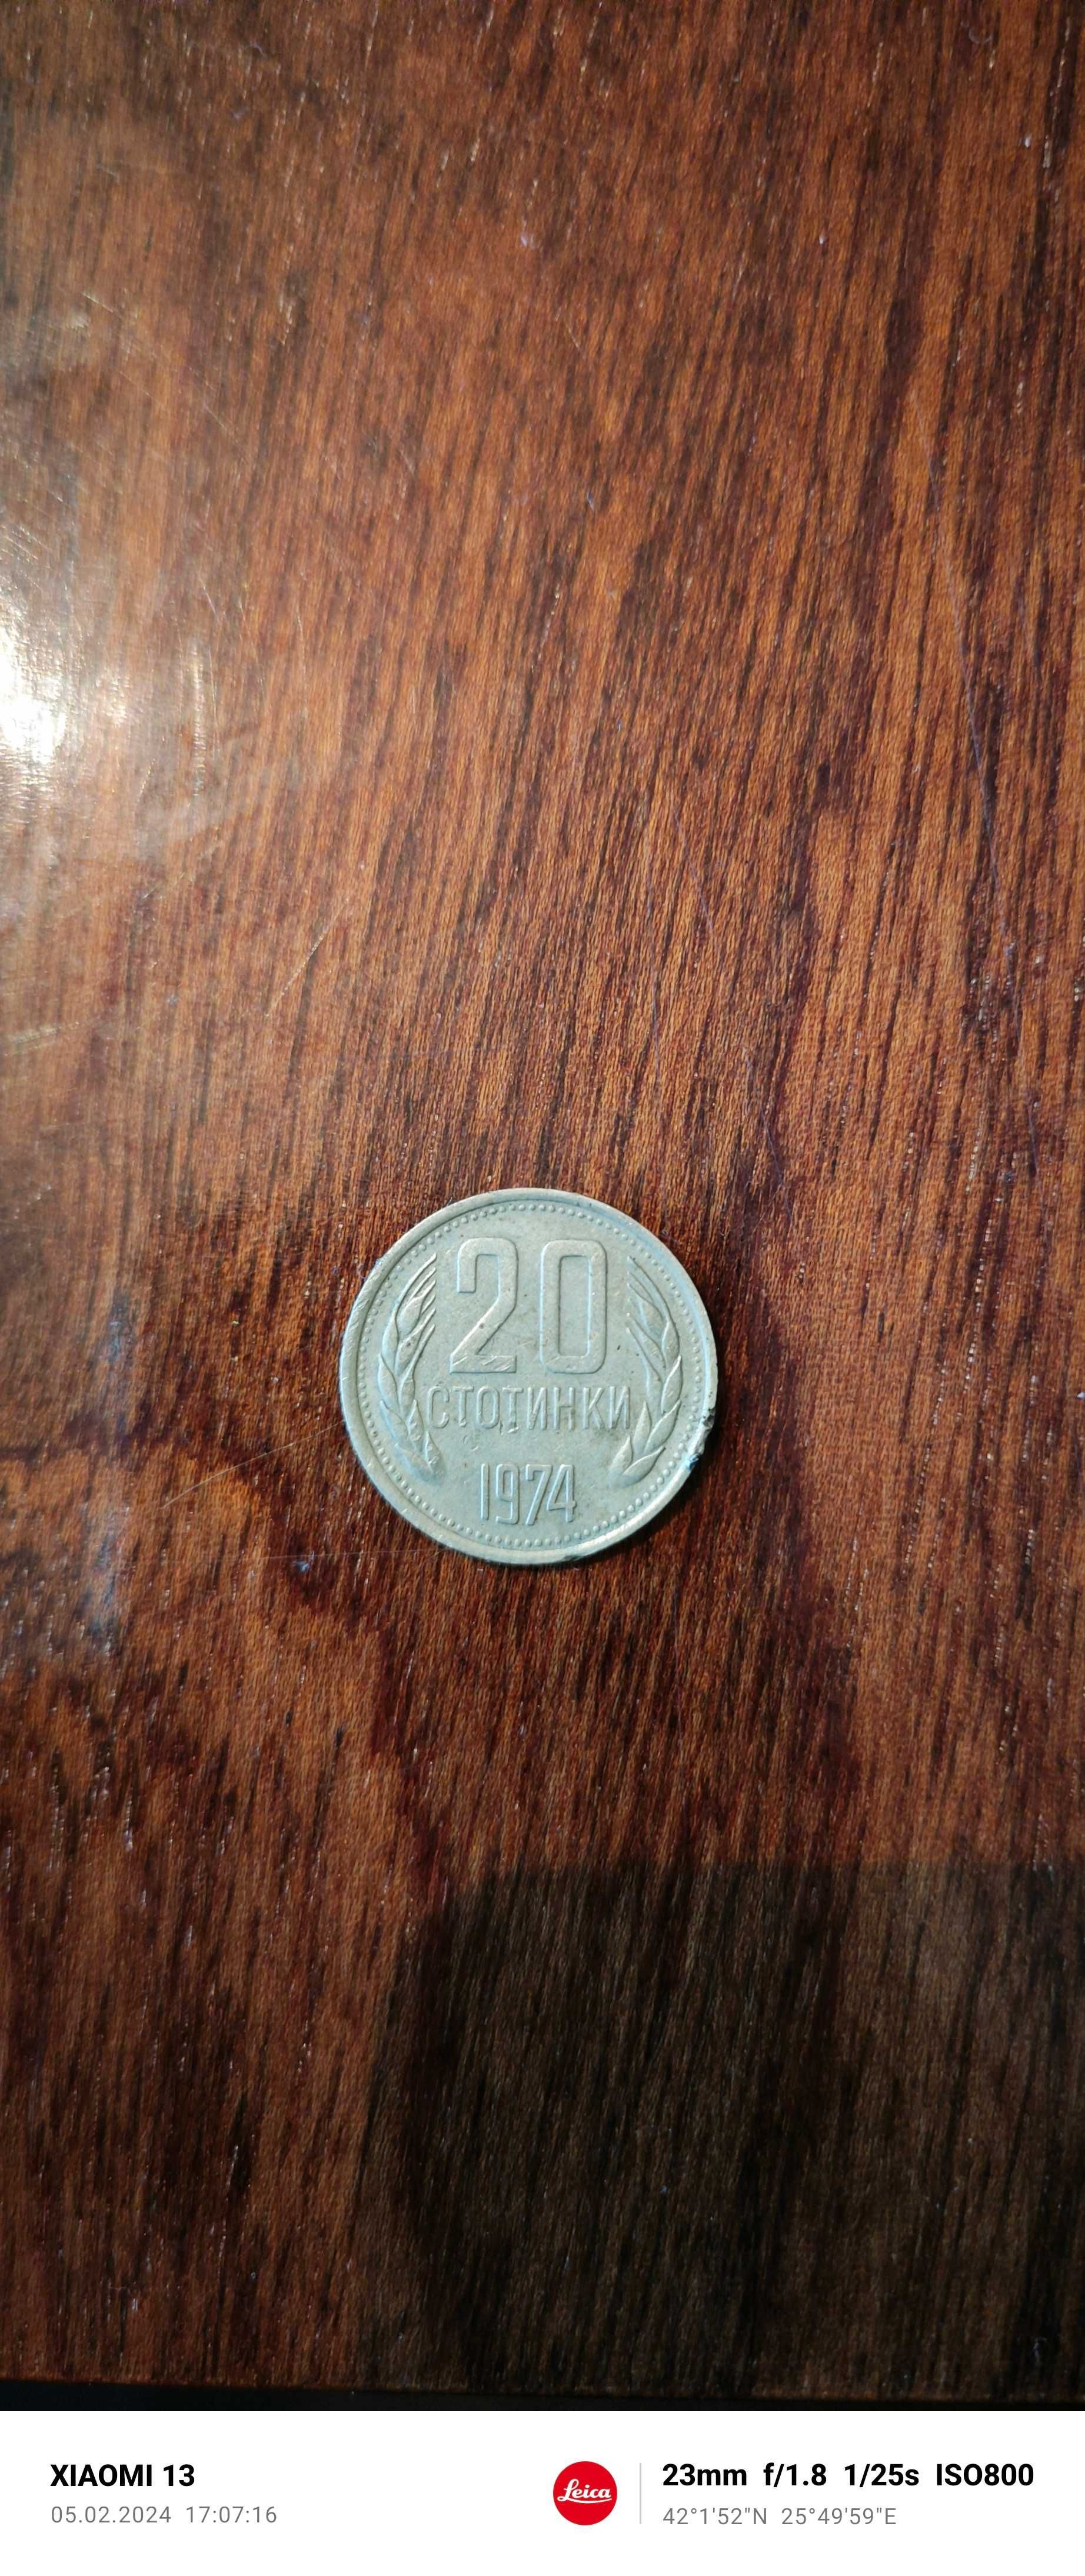 20
СТОТИНКИ
1974
XIAOMI 13
05.02.2024 17:07:16
Leica
23mm f/1.8 1/25s ISO800
42°1'52"N 25°49'59"E